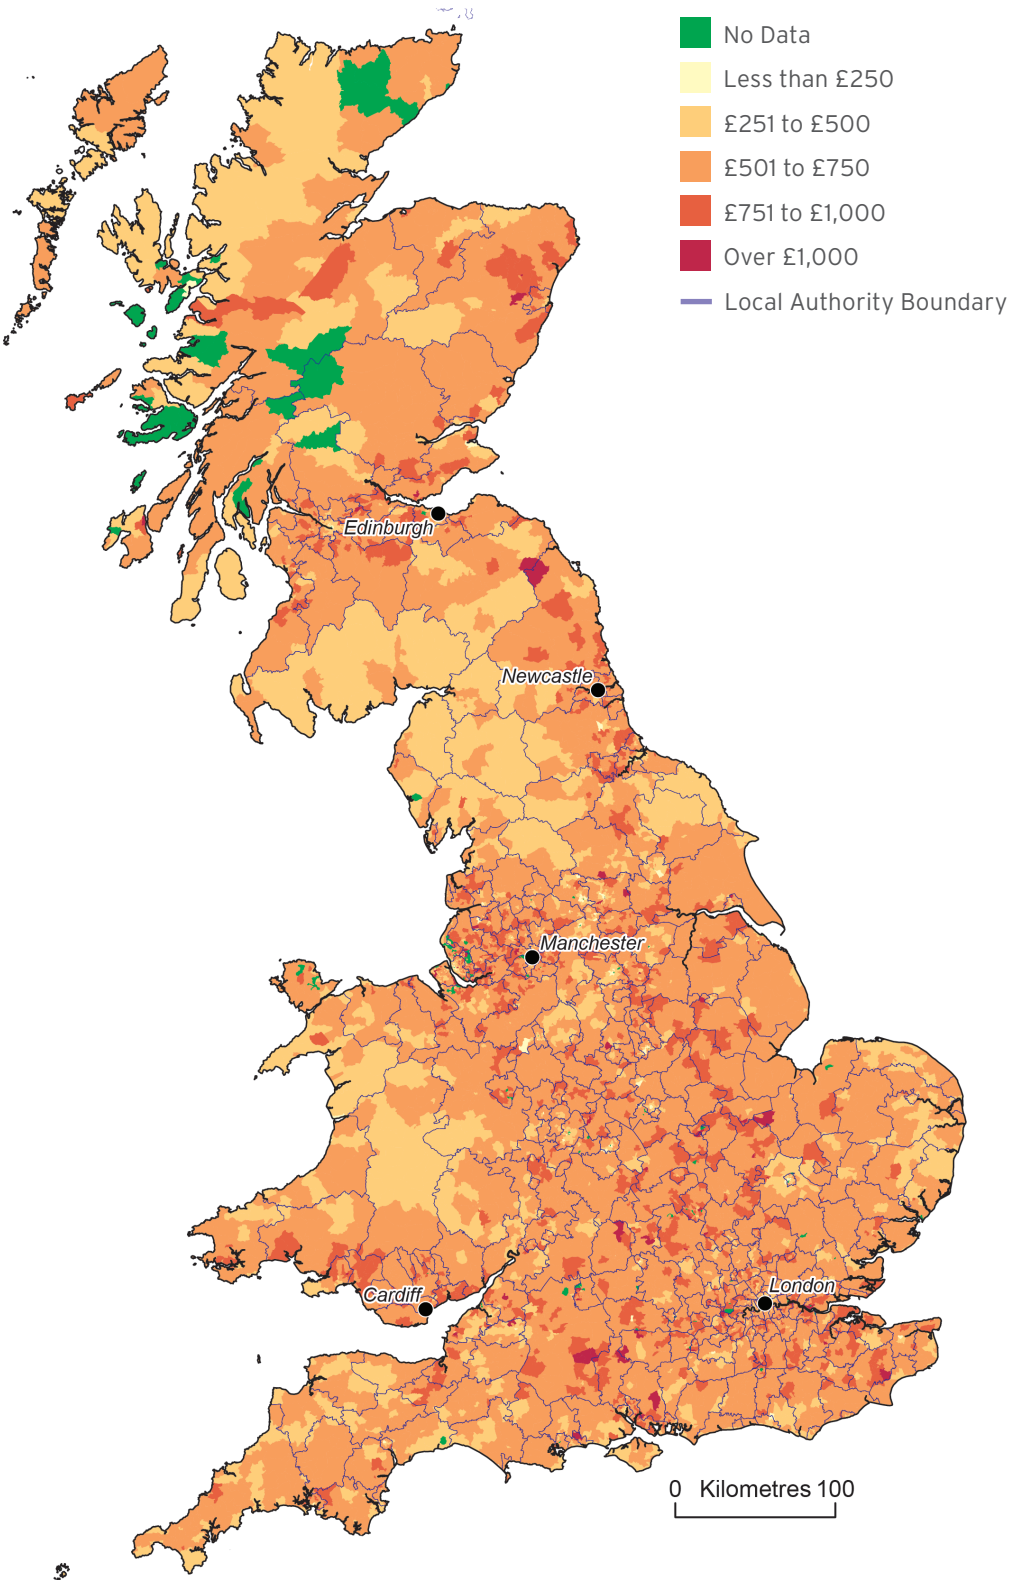 No Data
Less than £250
£251 to £500
£501 to £750
£751 to £1,000
Over £1,000
Local Authority Boundary
Edinburgh
Newcastle
Manchester
London
Cardiff
0 Kilometres 100